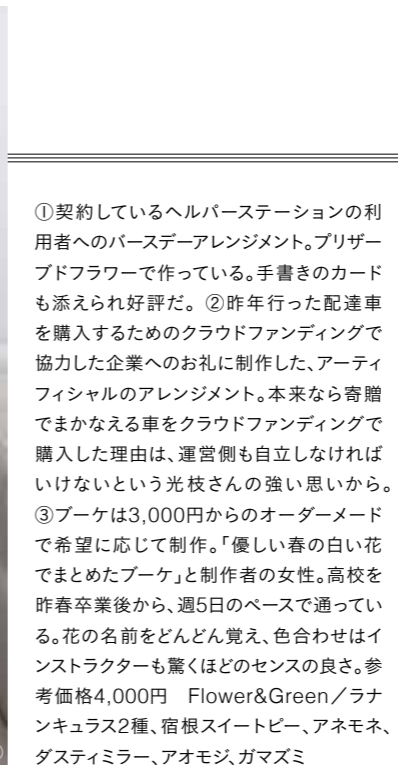 ①契約しているヘルパーステーションの利
用者へのバースデーアレンジメント。プリザー
ブドフラワーで作っている。手書きのカード
も添えられ好評だ。②昨年行った配達車
を購入するためのクラウドファンディングで
協力した企業へのお礼に制作した、アーティ
フィシャルのアレンジメント。本来なら寄贈
でまかなえる車をクラウドファンディングで
購入した理由は、運営側も自立しなければ
いけないという光枝さんの強い思いから。
③ブーケは3,000円からのオーダーメード
で希望に応じて制作。「優しい春の白い花
でまとめたブーケ」と制作者の女性。高校を
昨春卒業後から、週5日のペースで通ってい
る。花の名前をどんどん覚え、色合わせはイ
ンストラクターも驚くほどのセンスの良さ。参
考価格4,000円　Flower&Green／ラナ
ンキュラス2種、宿根スイートピー、アネモネ、
ダスティミラー、アオモジ、ガマズミ